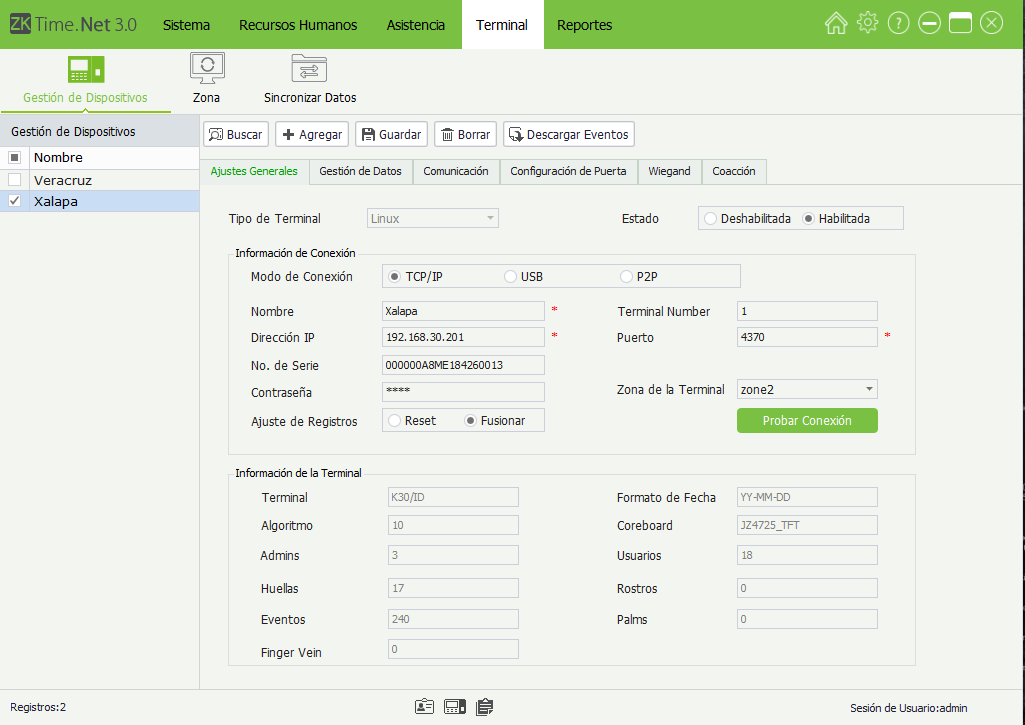 ZKTime.Net 3.0 Sistema Recursos Humanos Asistencia Terminal Reportes
Gestión de Dispositivos Zona Sincronizar Datos
Gestión de Dispositivos
Nombre
Veracruz
Xalapa
Buscar Agregar Guardar Borrar Descargar Eventos
Ajustes Generales Gestión de Datos Comunicación Configuración de Puerta Wiegand Coacción
Tipo de Terminal Linux Estado Deshabilitada Habilitada
Información de Conexión
Modo de Conexión TCP/IP USB P2P
Nombre Xalapa * Terminal Number 1
Dirección IP 192.168.30.201 * Puerto 4370 *
No. de Serie 000000A8ME184260013
Contraseña **** Zona de la Terminal zone2
Ajuste de Registros Reset Fusionar Probar Conexión
Información de la Terminal
Terminal K30/ID Formato de Fecha YY-MM-DD
Algoritmo 10 Coreboard JZ4725_TFT
Admins 3 Usuarios 18
Huellas 17 Rostros 0
Eventos 240 Palms 0
Finger Vein 0
Registros:2 Sesión de Usuario:admin